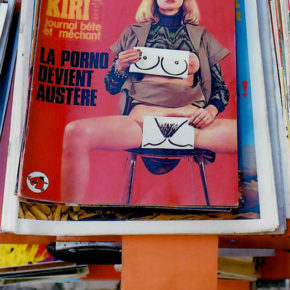 KIRI
journal bête
et méchant
LA PORNO
DEVIENT
AUSTÈRE